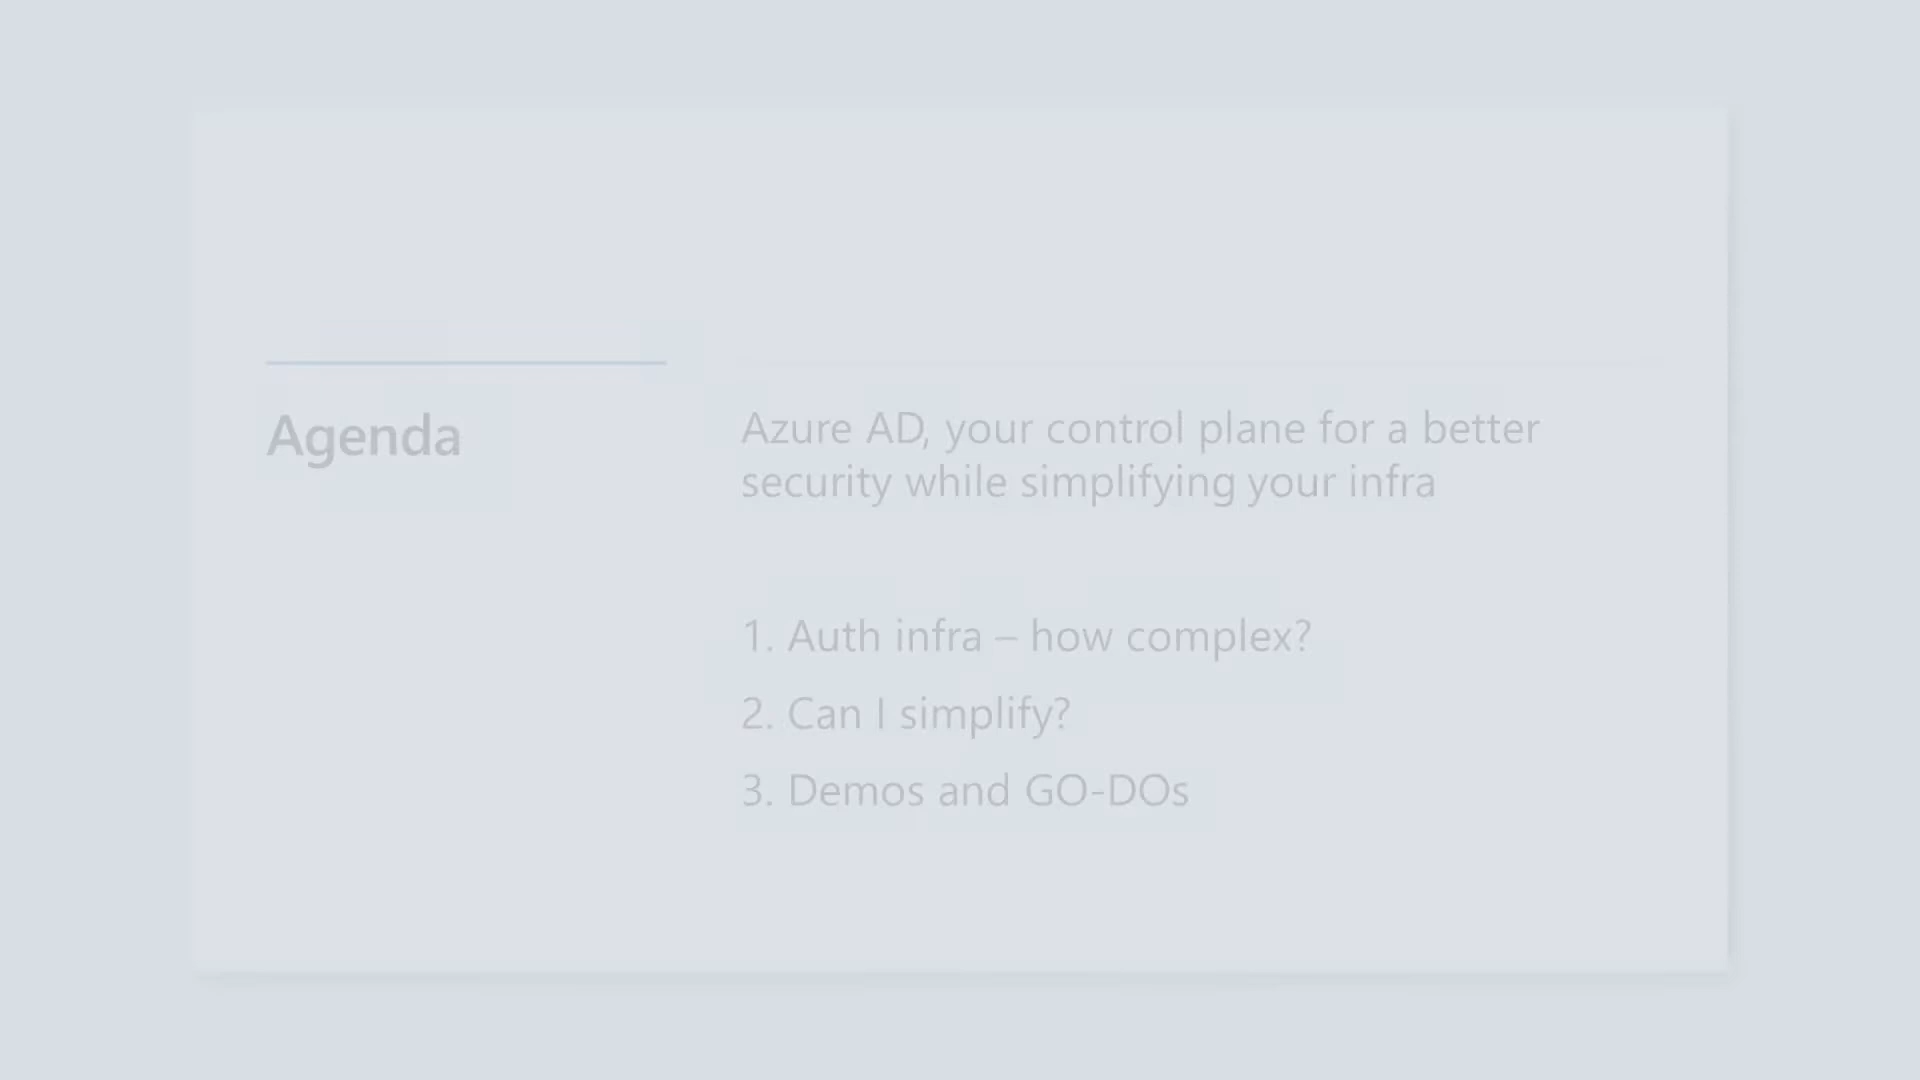 Agenda
Azure AD, your control plane for a better
security while simplifying your infra
1. Auth infra – how complex?
2. Can I simplify?
3. Demos and GO-DOs